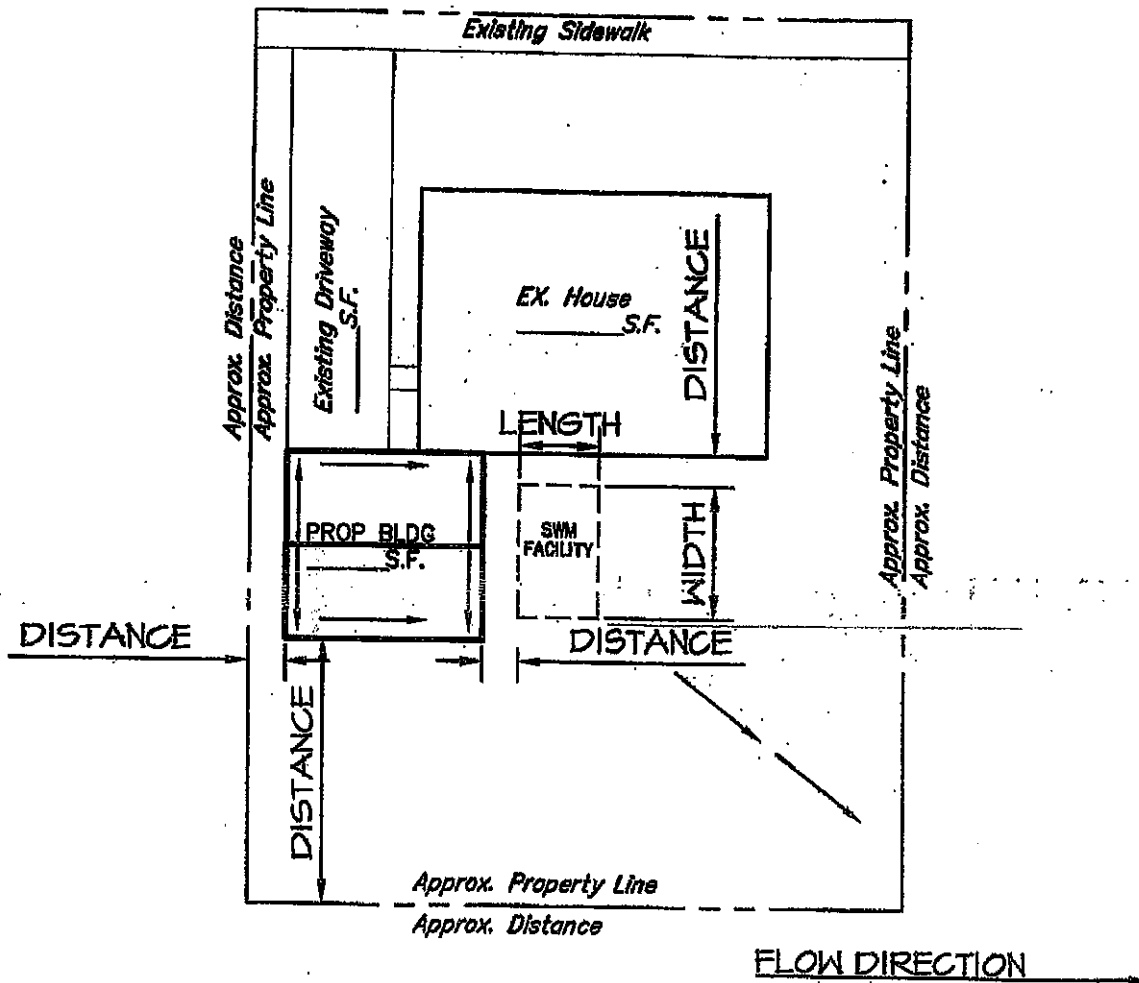 Existing Sidewalk
Approx. Distance
Approx. Property Line
Existing Driveway
S.F.
EX. House
S.F.
DISTANCE
LENGTH
PROP BLDG
S.F.
SWM
FACILITY
WIDTH
Approx. Property Line
Approx. Distance
DISTANCE
DISTANCE
DISTANCE
Approx. Property Line
Approx. Distance
FLOW DIRECTION